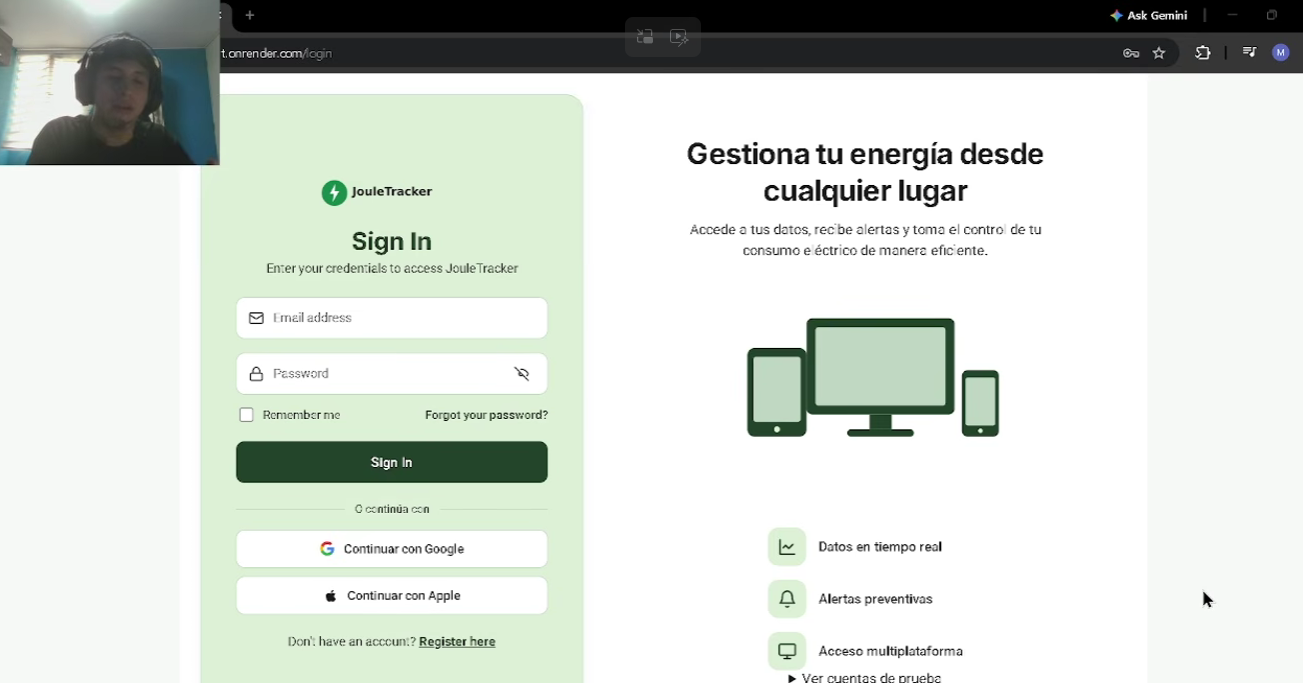 Ask Gemini
t.onrender.com/login
M
JouleTracker
Sign In
Enter your credentials to access JouleTracker
Email address
Password
Remember me
Forgot your password?
Sign In
O continúa con
Continuar con Google
Continuar con Apple
Don't have an account? Register here
Gestiona tu energía desde
cualquier lugar
Accede a tus datos, recibe alertas y toma el control de tu
consumo eléctrico de manera eficiente.
Datos en tiempo real
Alertas preventivas
Acceso multiplataforma
Ver cuentas de prueba